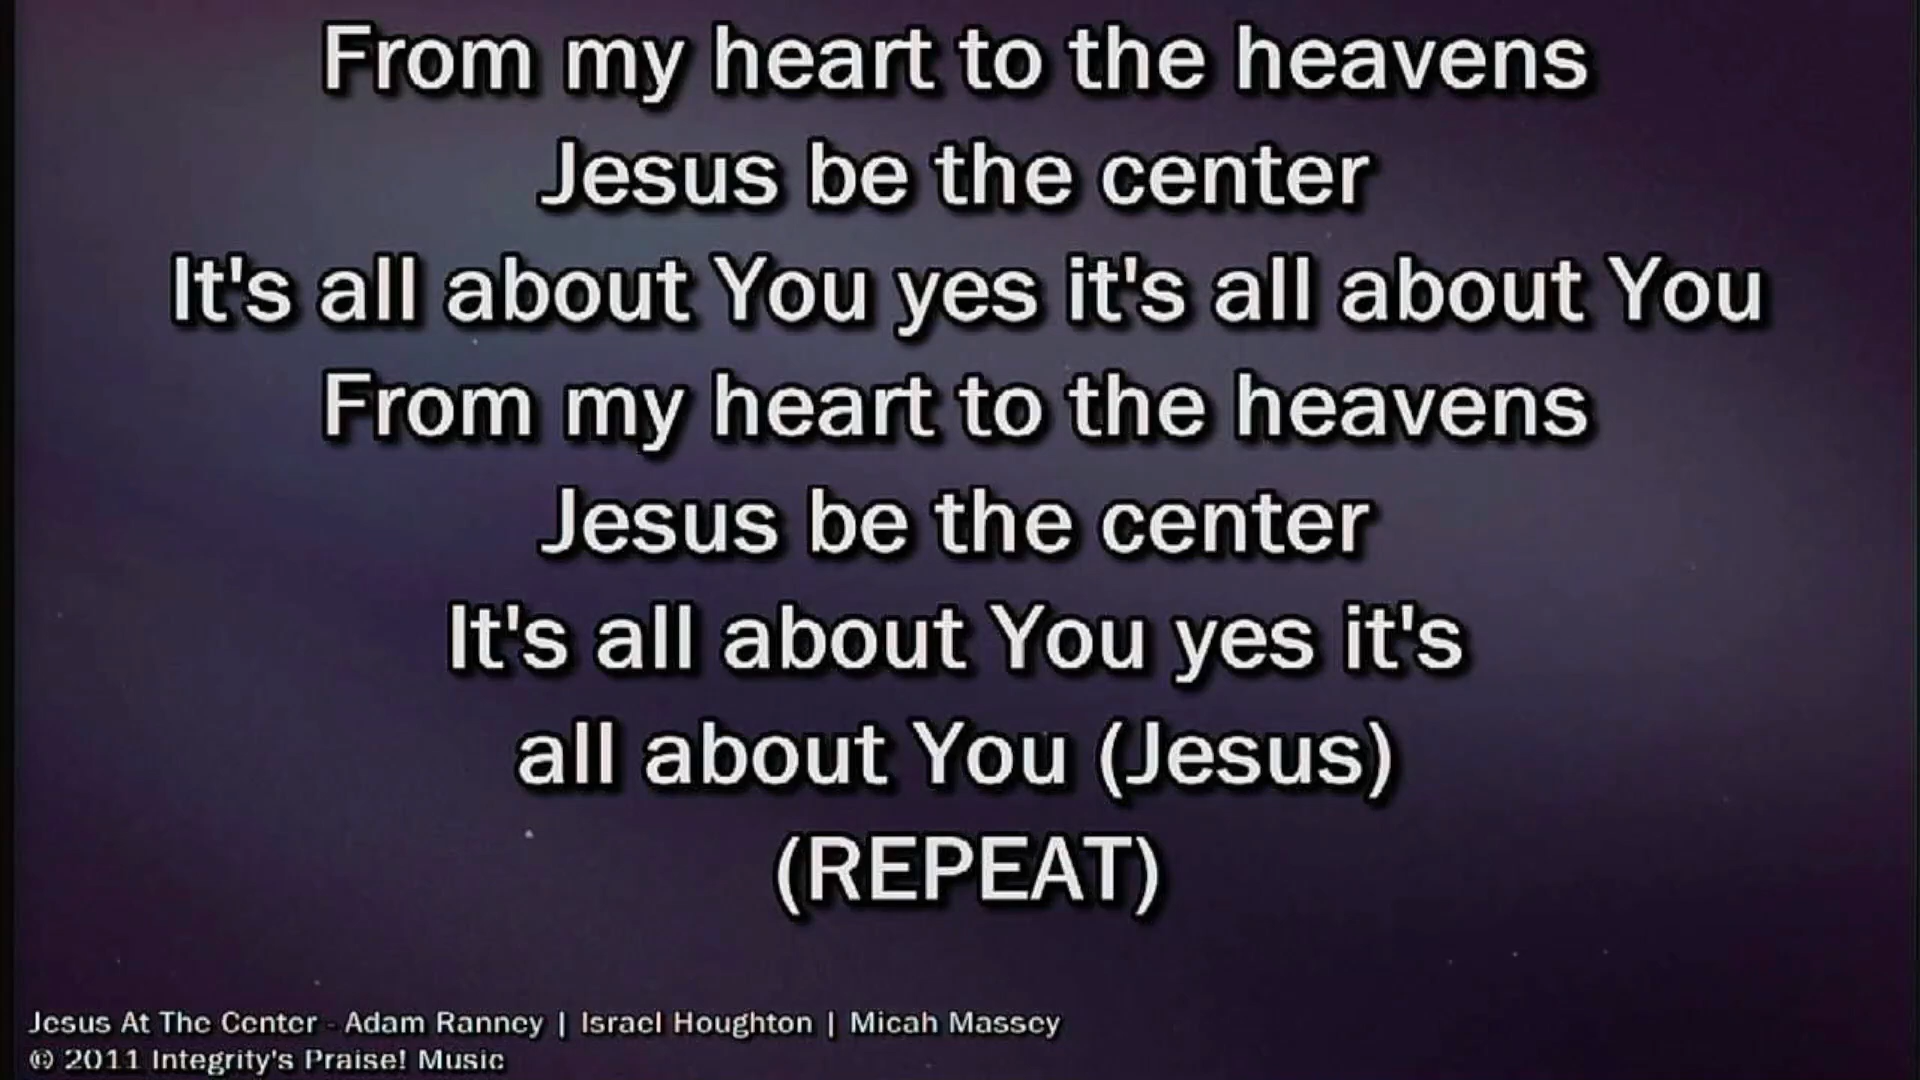 From my heart to the heavens
Jesus be the center
It's all about You yes it's all about You
From my heart to the heavens
Jesus be the center
It's all about You yes it's
all about You (Jesus)
(REPEAT)
Jesus At The Center - Adam Ranney | Israel Houghton | Micah Massey
© 2011 Integrity's Praise! Music